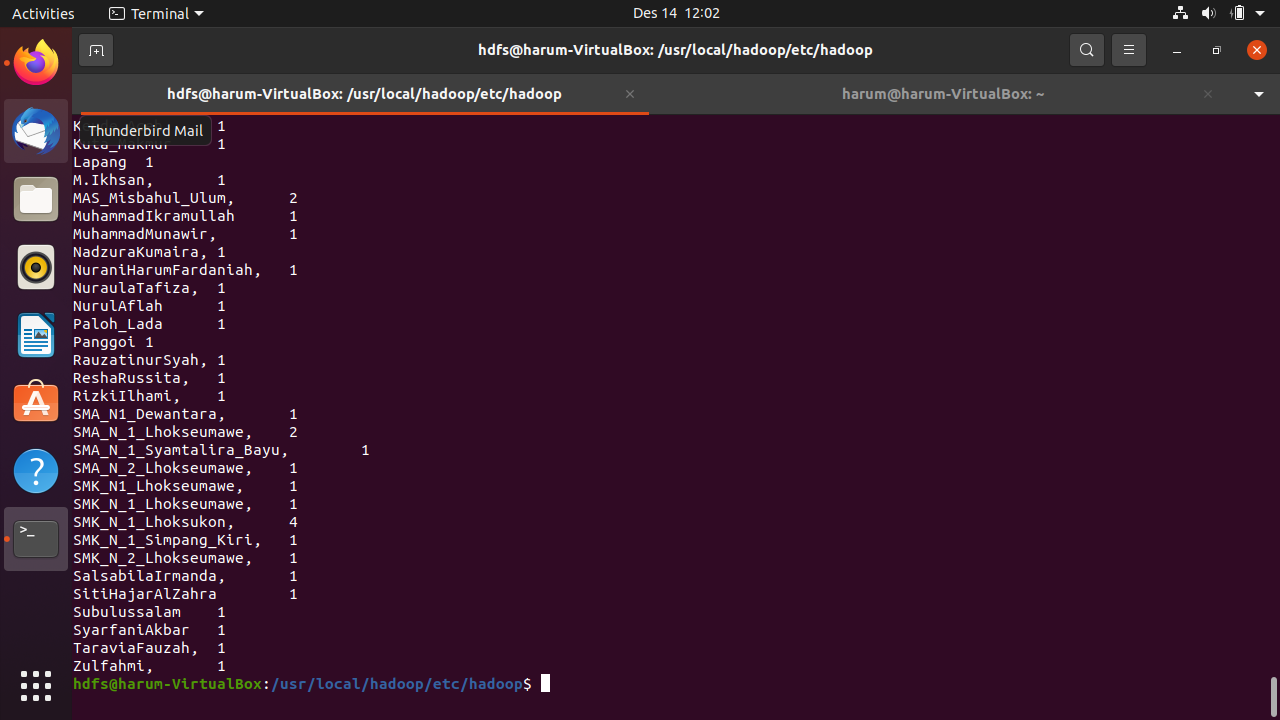 Activities Terminal Des 14 12:02
hdfs@harum-VirtualBox: /usr/local/hadoop/etc/hadoop
hdfs@harum-VirtualBox: /usr/local/hadoop/etc/hadoop harum@harum-VirtualBox: ~
1
Thunderbird Mail
1
Lapang 1
M.Ikhsan, 1
MAS_Misbahul_Ulum, 2
MuhammadIkramullah 1
MuhammadMunawir, 1
NadzuraKumaira, 1
NuraniHarumFardaniah, 1
NuraulaTafiza, 1
NurulAflah 1
Paloh_Lada 1
Panggoi 1
RauzatinurSyah, 1
ReshaRussita, 1
RizkiIlhami, 1
SMA_N1_Dewantara, 1
SMA_N_1_Lhokseumawe, 2
SMA_N_1_Syamtalira_Bayu, 1
SMA_N_2_Lhokseumawe, 1
SMK_N1_Lhokseumawe, 1
SMK_N_1_Lhokseumawe, 1
SMK_N_1_Lhoksukon, 4
SMK_N_1_Simpang_Kiri, 1
SMK_N_2_Lhokseumawe, 1
SalsabilaIrmanda, 1
SitiHajarAlZahra 1
Subulussalam 1
SyarfaniAkbar 1
TaraviaFauzah, 1
Zulfahmi, 1
hdfs@harum-VirtualBox:/usr/local/hadoop/etc/hadoop$